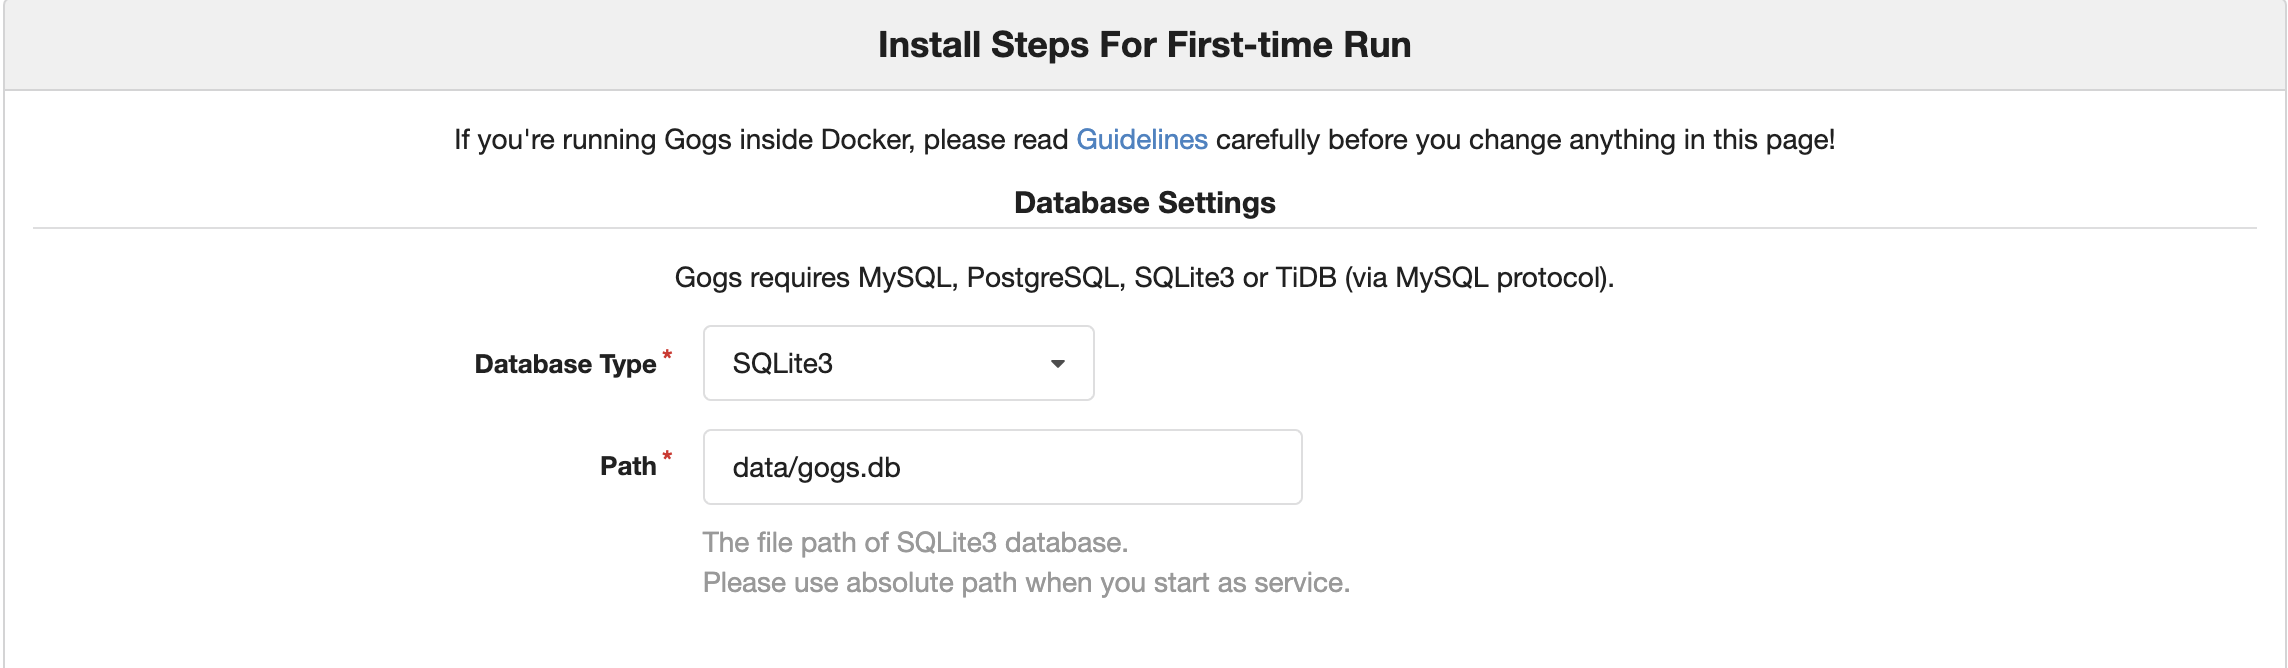 Install Steps For First-time Run
If you're running Gogs inside Docker, please read Guidelines carefully before you change anything in this page!
Database Settings
Gogs requires MySQL, PostgreSQL, SQLite3 or TiDB (via MySQL protocol).
Database Type *
SQLite3
Path *
data/gogs.db
The file path of SQLite3 database.
Please use absolute path when you start as service.